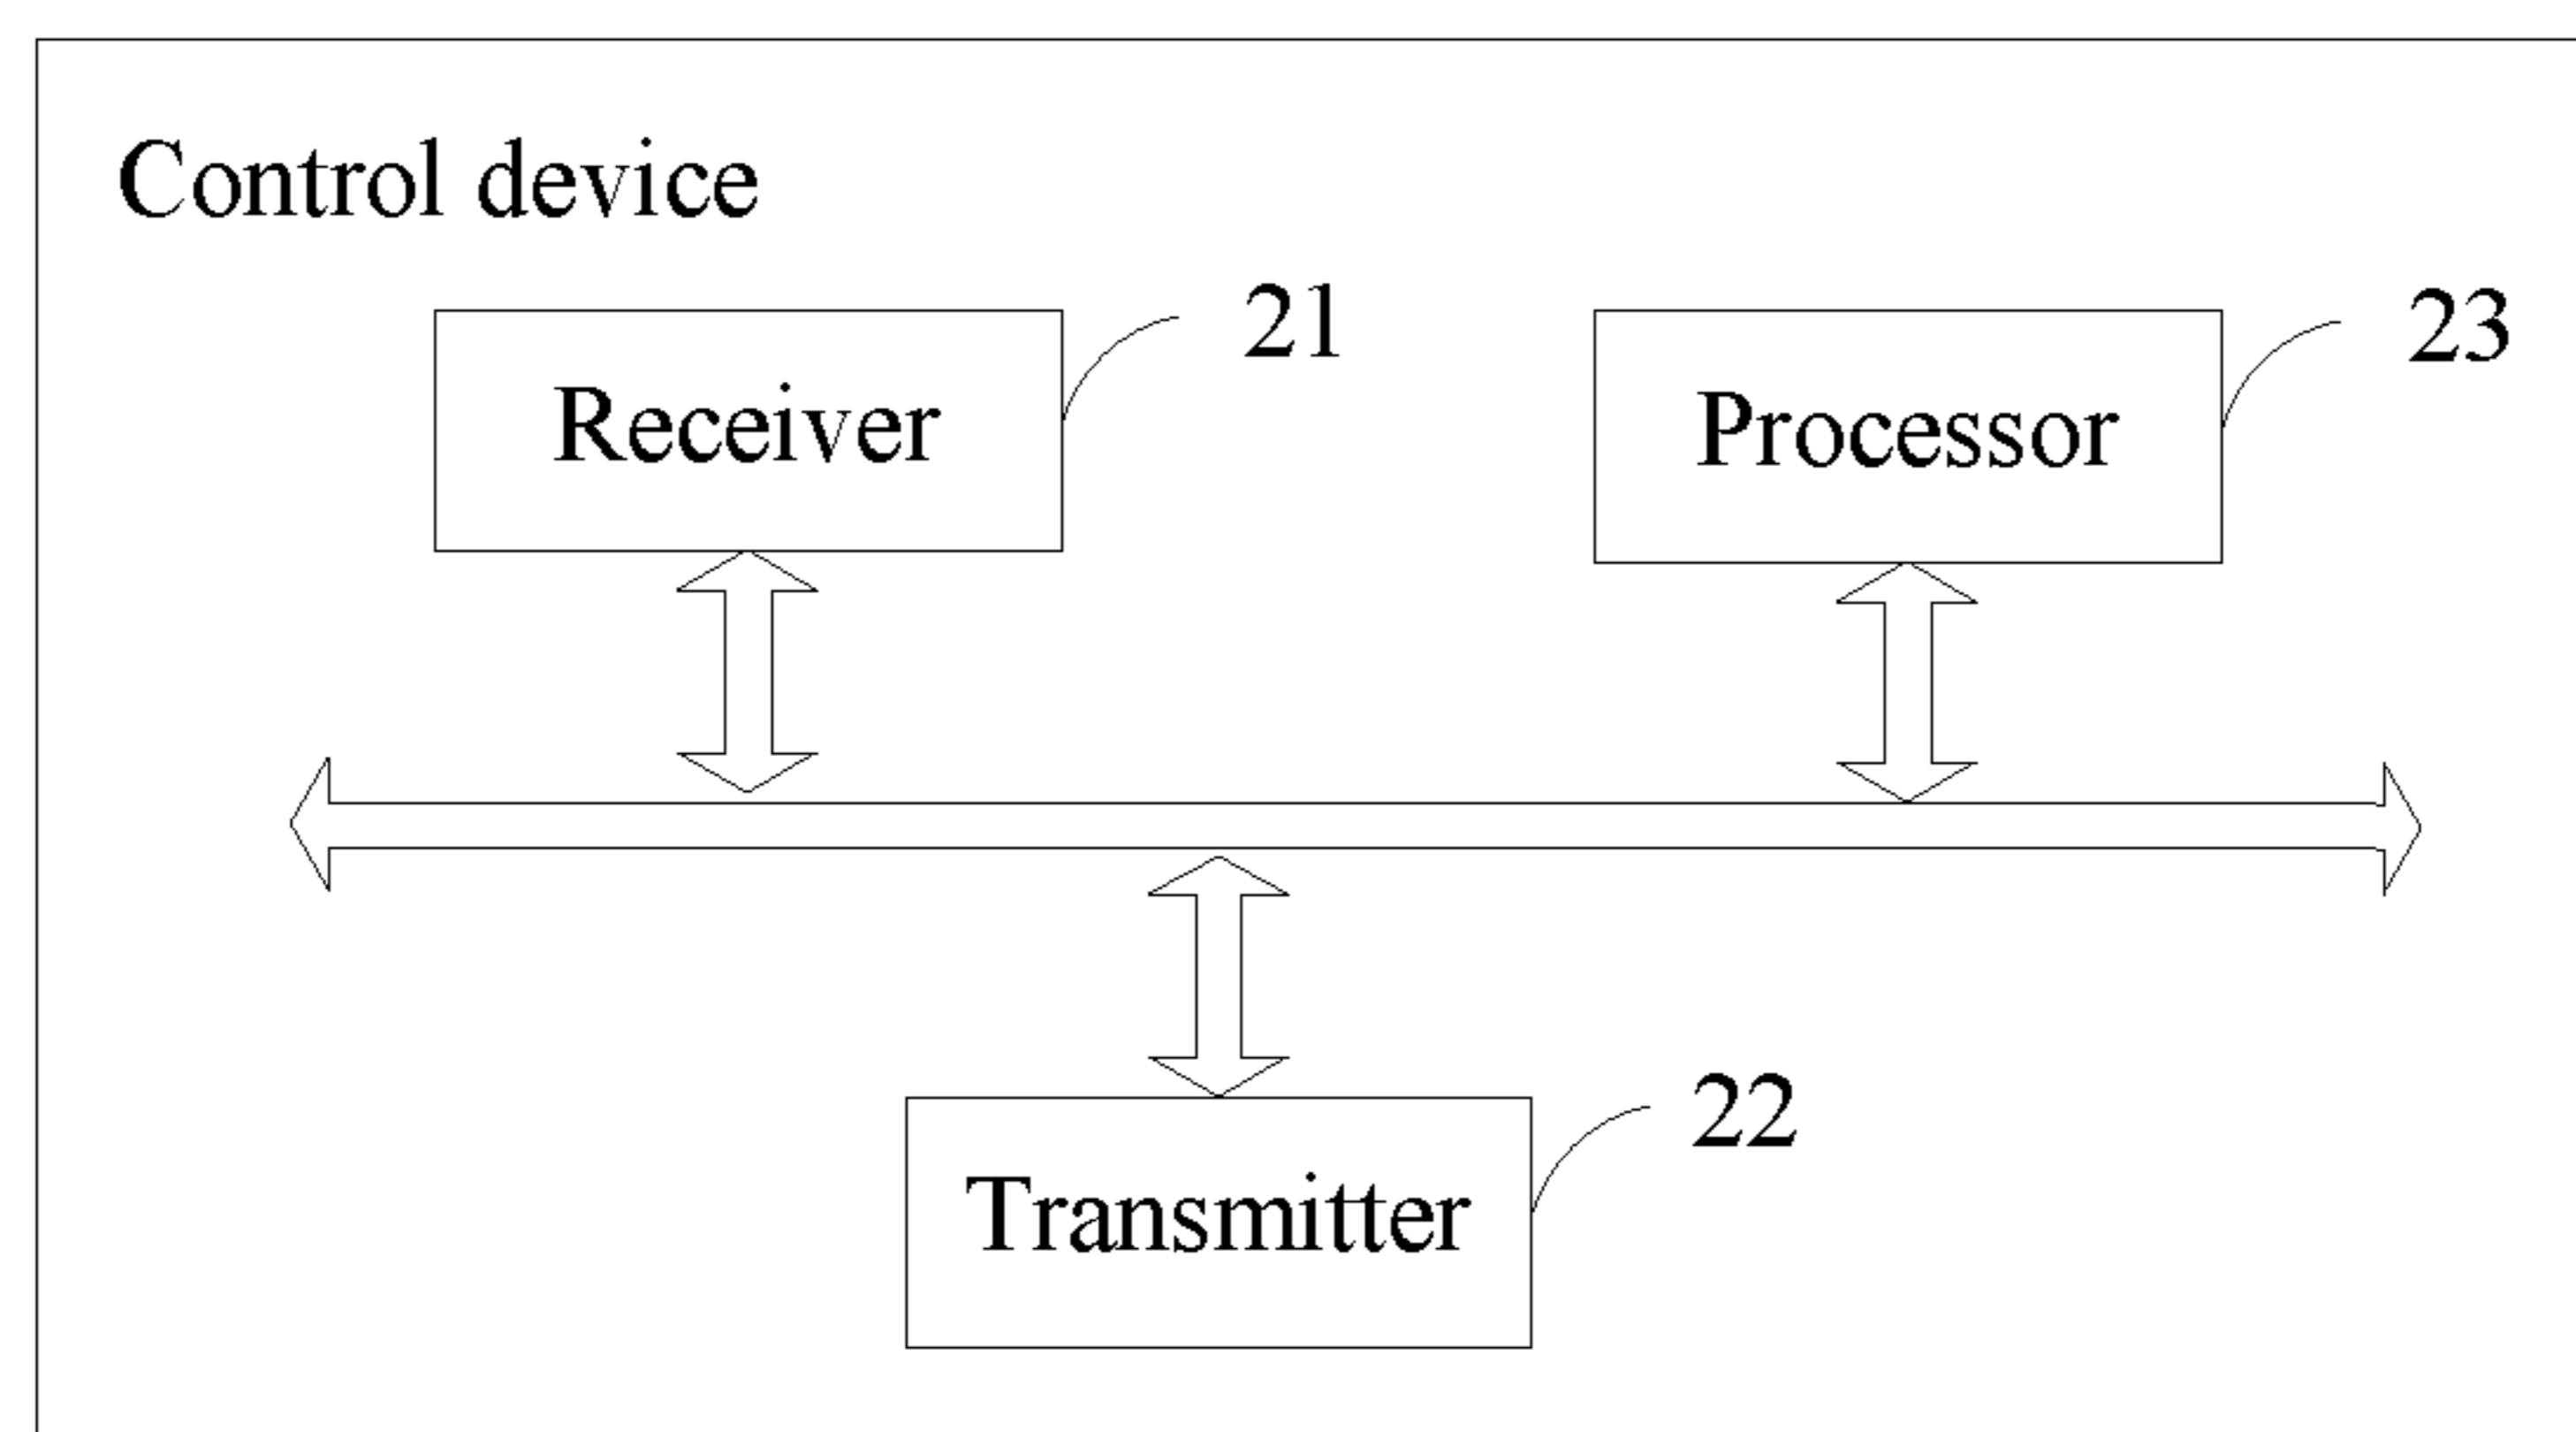 Control device
21
23
Receiver
Processor
22
Transmitter